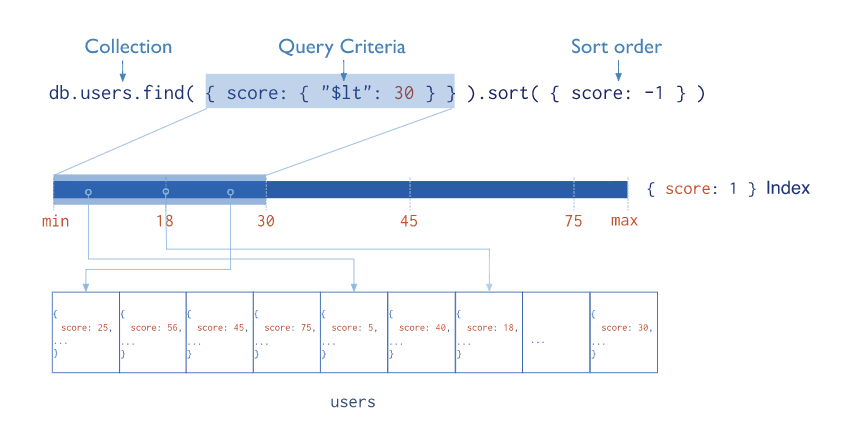 Collection Query Criteria Sort order
db.users.find( { score: { "$lt": 30 } } ).sort( { score: -1 } )
{ score: 1 } Index
min 18 30 45 75 max
{ { { { { { { {
score: 25, score: 56, score: 45, score: 75, score: 5, score: 40, score: 18, score: 30,
... ... ... ... ... ... ... ... ...
} } } } } } } }
users